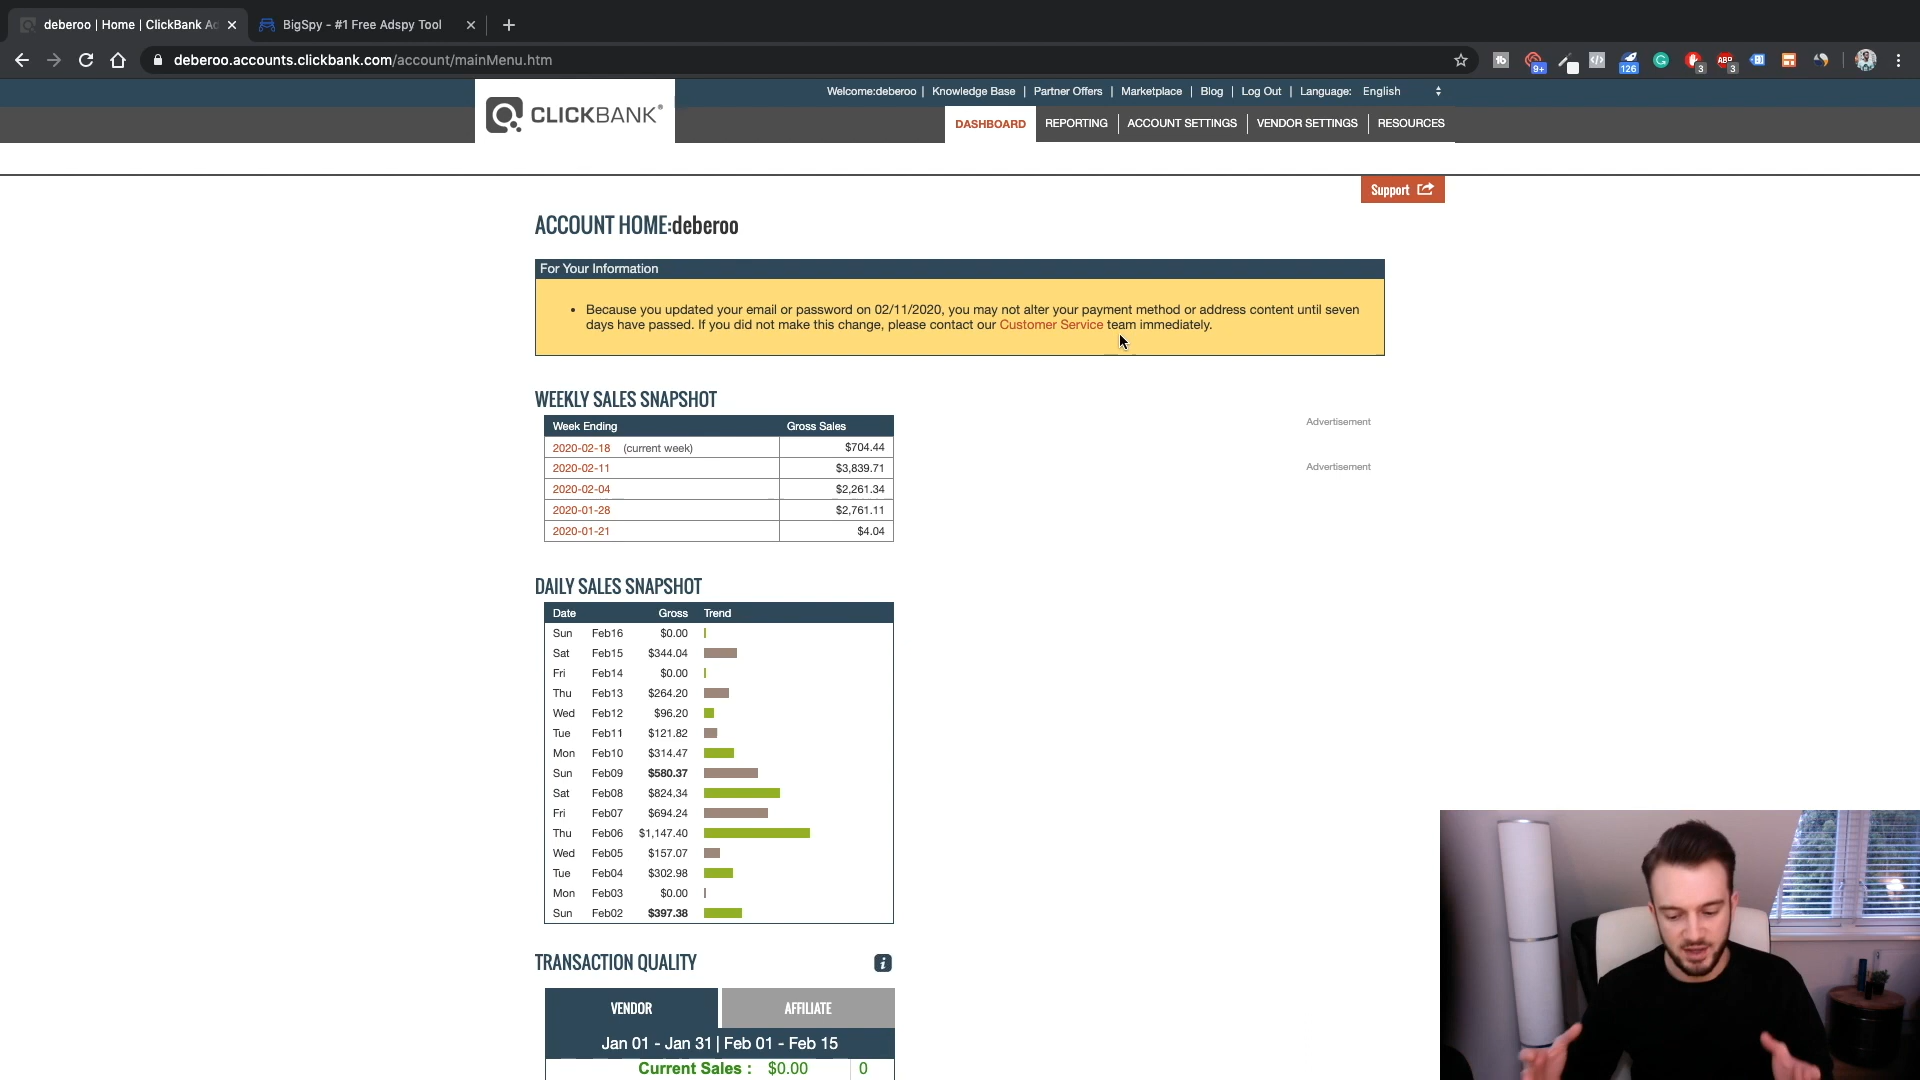 deberoo | Home | ClickBank Ac
BigSpy - #1 Free Adspy Tool
deberoo.accounts.clickbank.com/account/mainMenu.htm
9+
126
3
ABP
3
Welcome:deberoo | Knowledge Base | Partner Offers | Marketplace | Blog | Log Out | Language: English
CLICKBANK®
DASHBOARD
REPORTING
ACCOUNT SETTINGS
VENDOR SETTINGS
RESOURCES
Support
ACCOUNT HOME:deberoo
For Your Information
• Because you updated your email or password on 02/11/2020, you may not alter your payment method or address content until seven
days have passed. If you did not make this change, please contact our Customer Service team immediately.
WEEKLY SALES SNAPSHOT
Week Ending Gross Sales
2020-02-18 (current week) $704.44
2020-02-11 $3,839.71
2020-02-04 $2,261.34
2020-01-28 $2,761.11
2020-01-21 $4.04
Advertisement
Advertisement
DAILY SALES SNAPSHOT
Date Gross Trend
Sun Feb16 $0.00
Sat Feb15 $344.04
Fri Feb14 $0.00
Thu Feb13 $264.20
Wed Feb12 $96.20
Tue Feb11 $121.82
Mon Feb10 $314.47
Sun Feb09 $580.37
Sat Feb08 $824.34
Fri Feb07 $694.24
Thu Feb06 $1,147.40
Wed Feb05 $157.07
Tue Feb04 $302.98
Mon Feb03 $0.00
Sun Feb02 $397.38
TRANSACTION QUALITY
VENDOR AFFILIATE
Jan 01 - Jan 31 | Feb 01 - Feb 15
Current Sales : $0.00 0